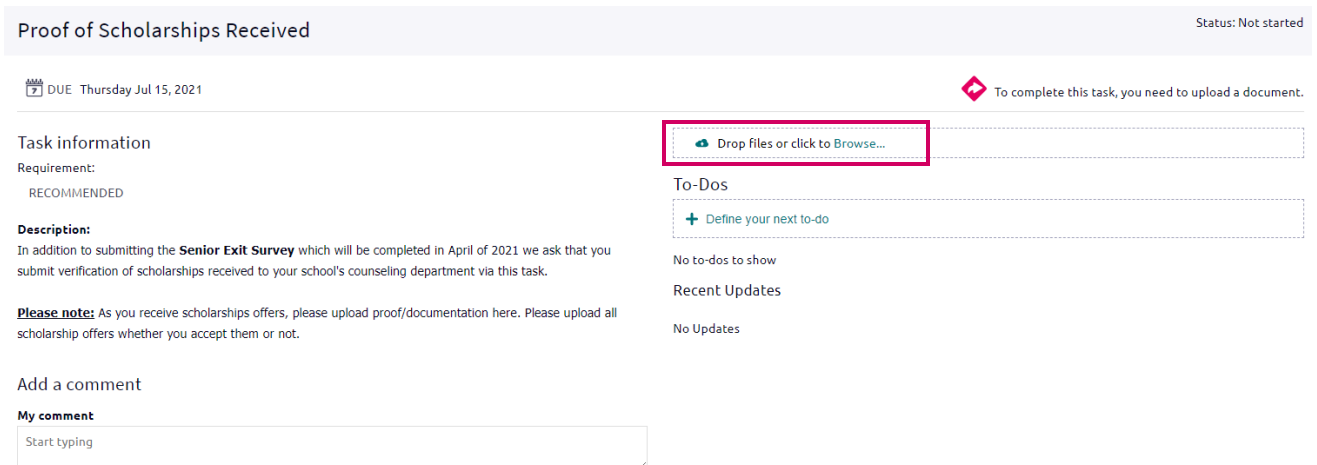 Proof of Scholarships Received
Status: Not started
7 DUE Thursday Jul 15, 2021
To complete this task, you need to upload a document.
Task information
Requirement:
RECOMMENDED
Description:
In addition to submitting the Senior Exit Survey which will be completed in April of 2021 we ask that you
submit verification of scholarships received to your school's counseling department via this task.
Please note: As you receive scholarships offers, please upload proof/documentation here. Please upload all
scholarship offers whether you accept them or not.
Add a comment
My comment
Start typing
Drop files or click to Browse...
To-Dos
+ Define your next to-do
No to-dos to show
Recent Updates
No Updates